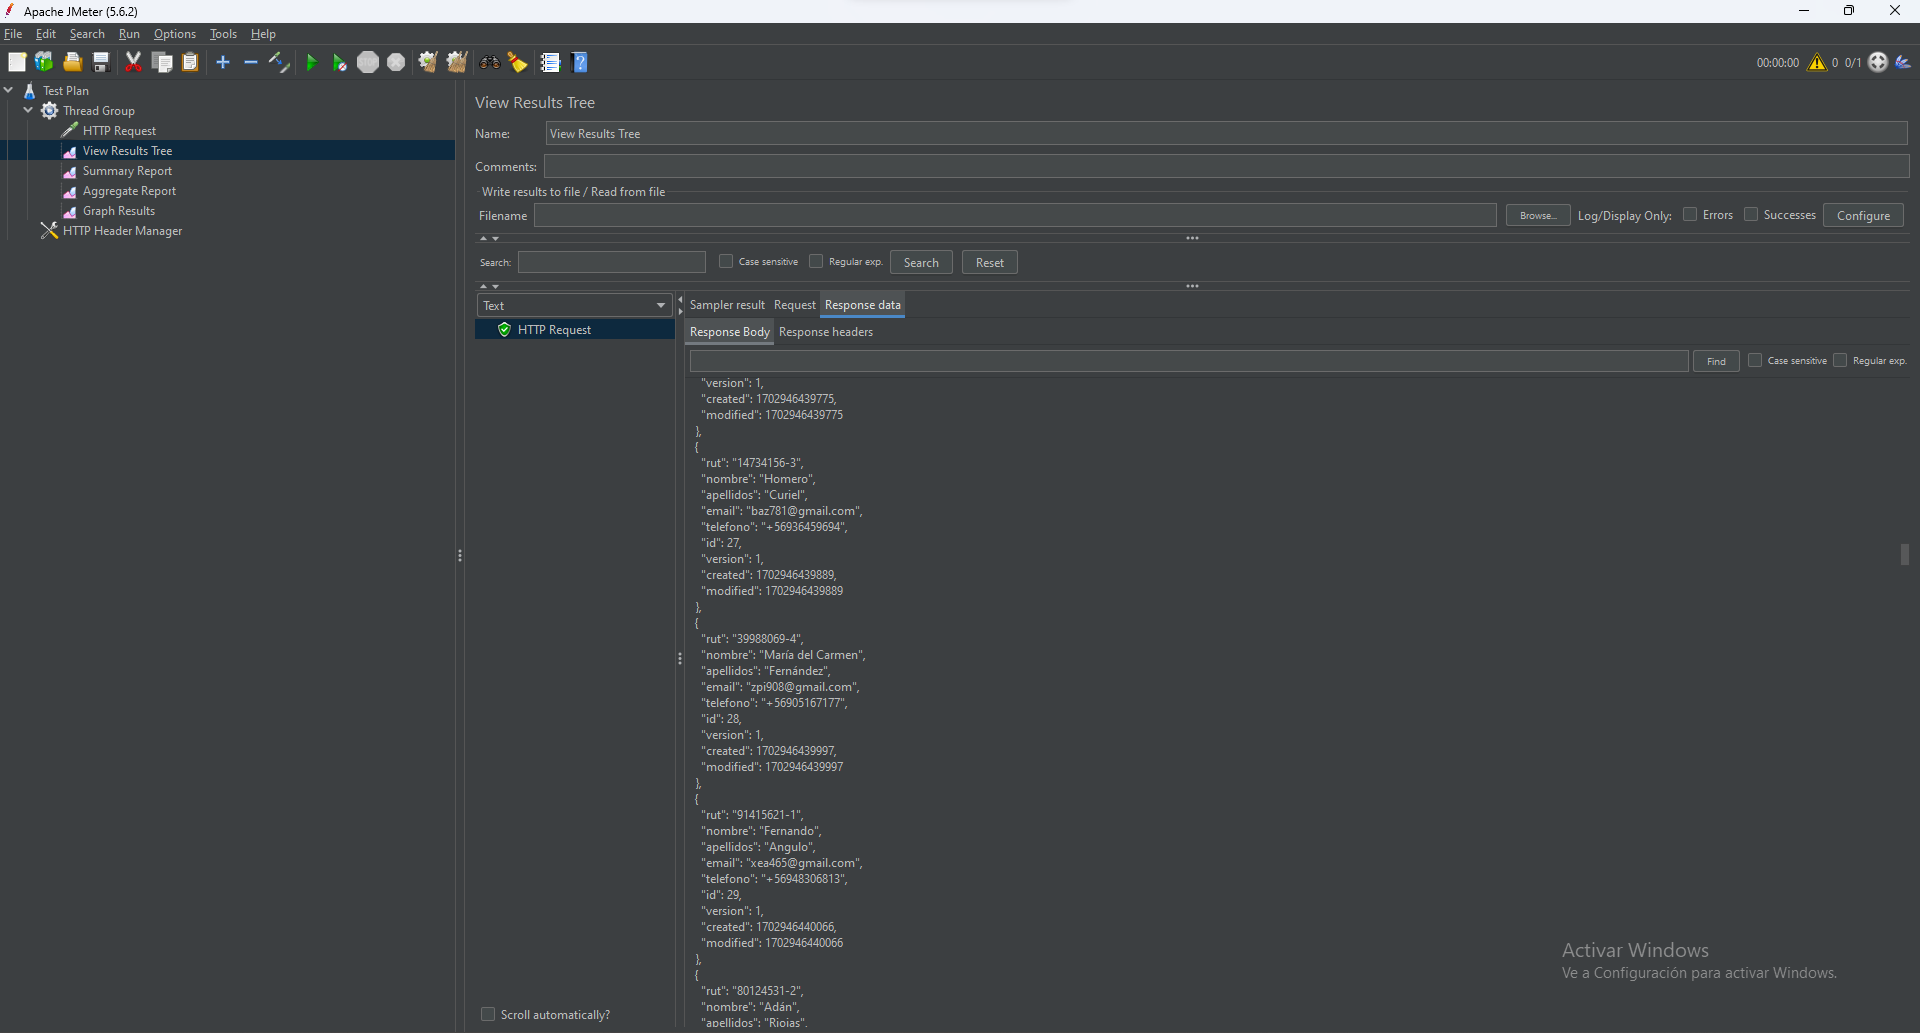 Apache JMeter (5.6.2)
File Edit Search Run Options Tools Help
00:00:00 0 0/1
Test Plan
Thread Group
HTTP Request
View Results Tree
Summary Report
Aggregate Report
Graph Results
HTTP Header Manager
View Results Tree
Name: View Results Tree
Comments:
Write results to file / Read from file
Filename Browse... Log/Display Only: Errors Successes Configure
Search: Case sensitive Regular exp. Search Reset
Text
HTTP Request
Scroll automatically?
Sampler result Request Response data
Response Body Response headers
Find Case sensitive Regular exp.
"version": 1,
"created": 1702946439775,
"modified": 1702946439775
},
{
"rut": "14734156-3",
"nombre": "Homero",
"apellidos": "Curiel",
"email": "baz781@gmail.com",
"telefono": "+56936459694",
"id": 27,
"version": 1,
"created": 1702946439889,
"modified": 1702946439889
},
{
"rut": "39988069-4",
"nombre": "María del Carmen",
"apellidos": "Fernández",
"email": "zpi908@gmail.com",
"telefono": "+56905167177",
"id": 28,
"version": 1,
"created": 1702946439997,
"modified": 1702946439997
},
{
"rut": "91415621-1",
"nombre": "Fernando",
"apellidos": "Angulo",
"email": "xea465@gmail.com",
"telefono": "+56948306813",
"id": 29,
"version": 1,
"created": 1702946440066,
"modified": 1702946440066
},
{
"rut": "80124531-2",
"nombre": "Adán",
"apellidos": "Riojas",
Activar Windows
Ve a Configuración para activar Windows.